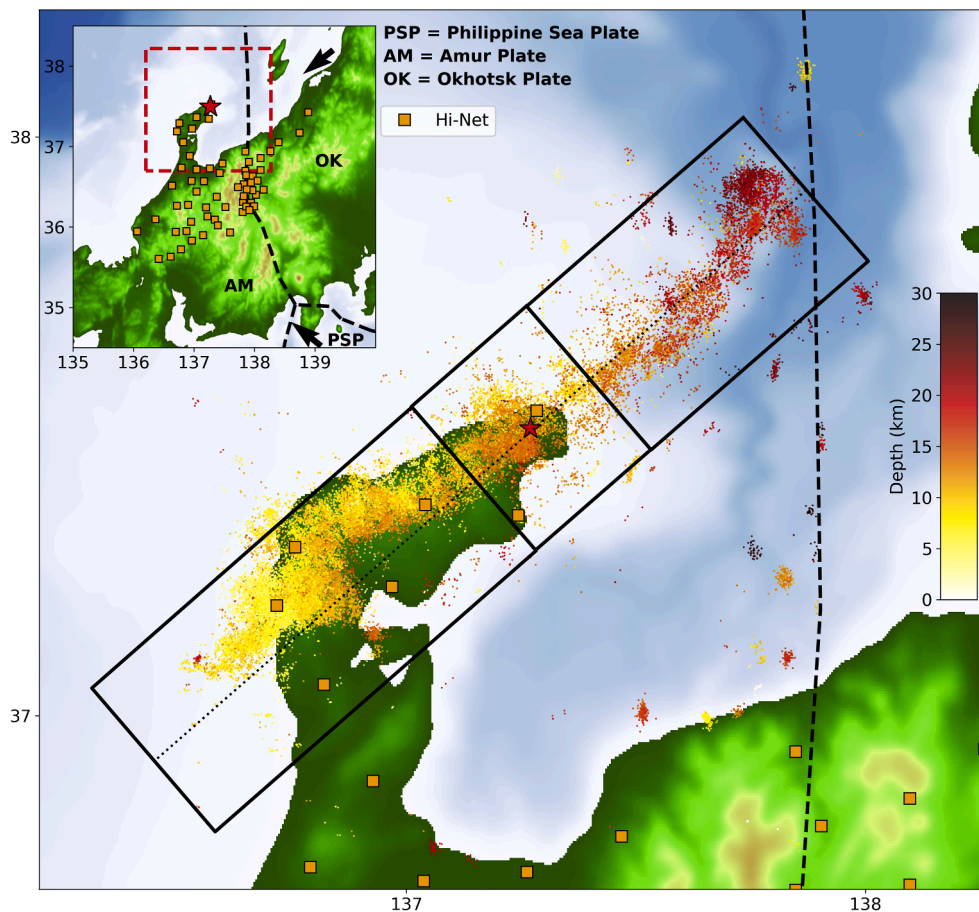 PSP = Philippine Sea Plate
AM = Amur Plate
OK = Okhotsk Plate
Hi-Net
38
37
36
35
135
136
137
138
139
OK
AM
PSP
38
37
137
138
Depth (km)
30
25
20
15
10
5
0